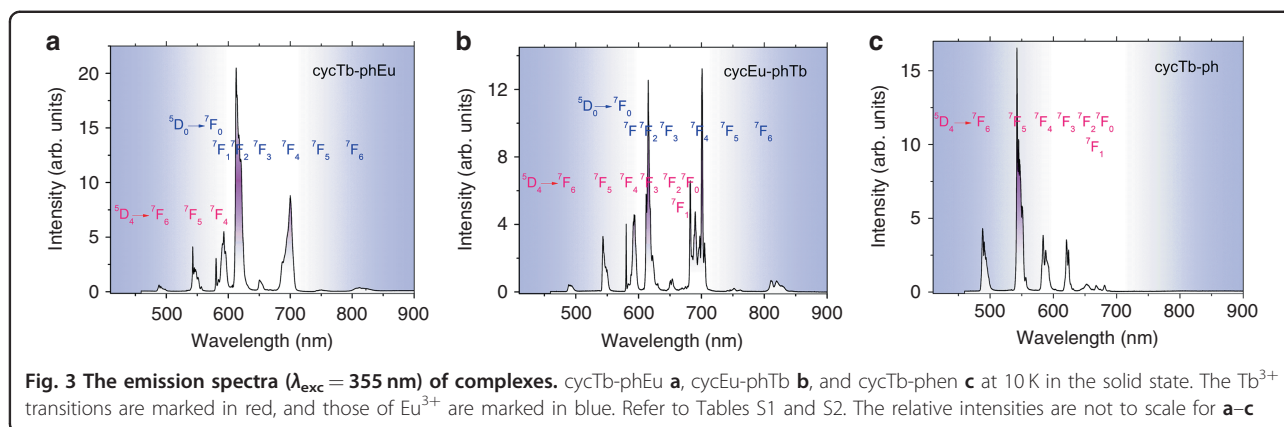 a
cycTb-phEu
⁵D₀→⁷F₀
⁷F₁ ⁷F₂ ⁷F₃ ⁷F₄ ⁷F₅ ⁷F₆
⁵D₄→⁷F₆ ⁷F₅ ⁷F₄
Intensity (arb. units)
20
15
10
5
0
500 600 700 800 900
Wavelength (nm)
b
cycEu-phTb
⁵D₀→⁷F₀
⁷F ⁷F₂ ⁷F₃ ⁷F₄ ⁷F₅ ⁷F₆
⁵D₄→⁷F₆ ⁷F₅ ⁷F₄ ⁷F₃ ⁷F₂ ⁷F₀
⁷F₁
Intensity (arb. units)
12
8
4
0
500 600 700 800 900
Wavelength (nm)
c
cycTb-ph
⁵D₄→⁷F₆ ⁷F₅ ⁷F₄ ⁷F₃ ⁷F₂ ⁷F₀
⁷F₁
Intensity (arb. units)
15
10
5
0
500 600 700 800 900
Wavelength (nm)
Fig. 3 The emission spectra (λexc = 355 nm) of complexes. cycTb-phEu a, cycEu-phTb b, and cycTb-phen c at 10 K in the solid state. The Tb³⁺
transitions are marked in red, and those of Eu³⁺ are marked in blue. Refer to Tables S1 and S2. The relative intensities are not to scale for a–c